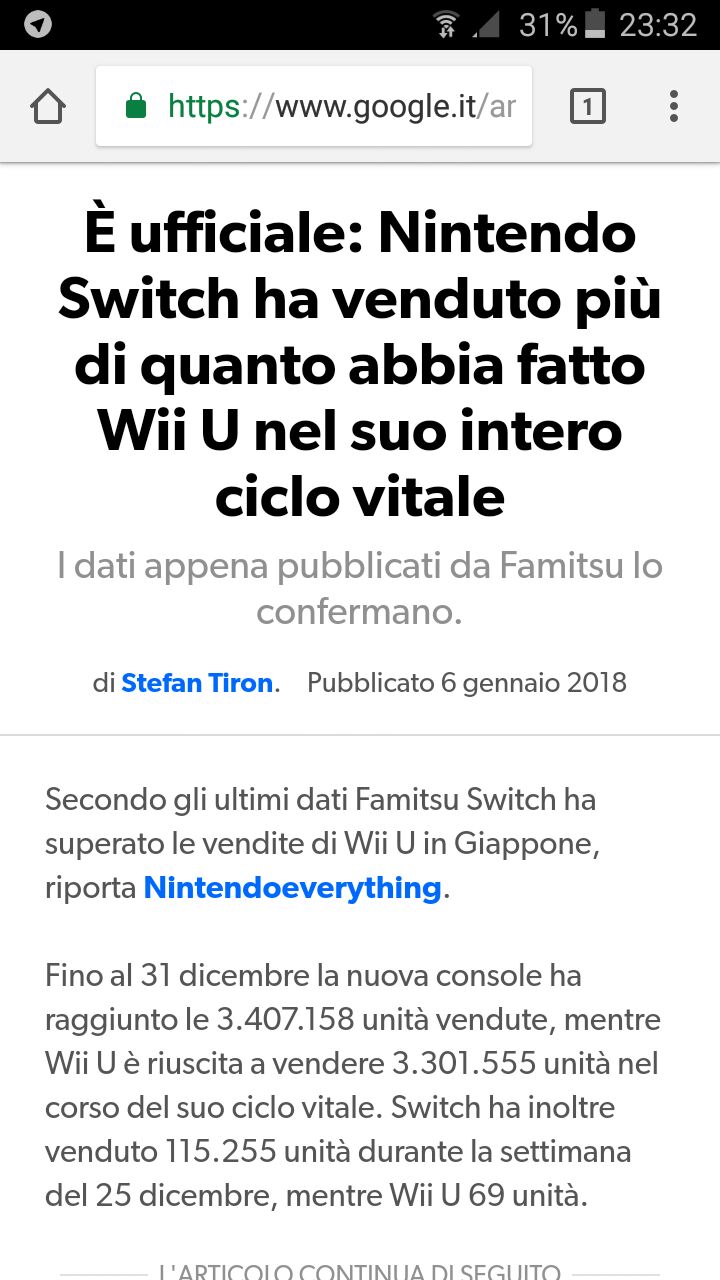 31% 23:32
https://www.google.it/ar
1
È ufficiale: Nintendo
Switch ha venduto più
di quanto abbia fatto
Wii U nel suo intero
ciclo vitale
I dati appena pubblicati da Famitsu lo
confermano.
di Stefan Tiron. Pubblicato 6 gennaio 2018
Secondo gli ultimi dati Famitsu Switch ha
superato le vendite di Wii U in Giappone,
riporta Nintendoeverything.
Fino al 31 dicembre la nuova console ha
raggiunto le 3.407.158 unità vendute, mentre
Wii U è riuscita a vendere 3.301.555 unità nel
corso del suo ciclo vitale. Switch ha inoltre
venduto 115.255 unità durante la settimana
del 25 dicembre, mentre Wii U 69 unità.
L'ARTICOLO CONTINUA DI SEGUITO